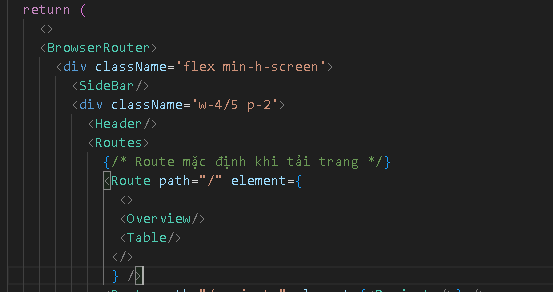 return (
<>
<BrowserRouter>
<div className='flex min-h-screen'>
<SideBar/>
<div className='w-4/5 p-2'>
<Header/>
<Routes>
{/* Route mặc định khi tải trang */}
<Route path="/" element={
<>
<Overview/>
<Table/>
</>
} />